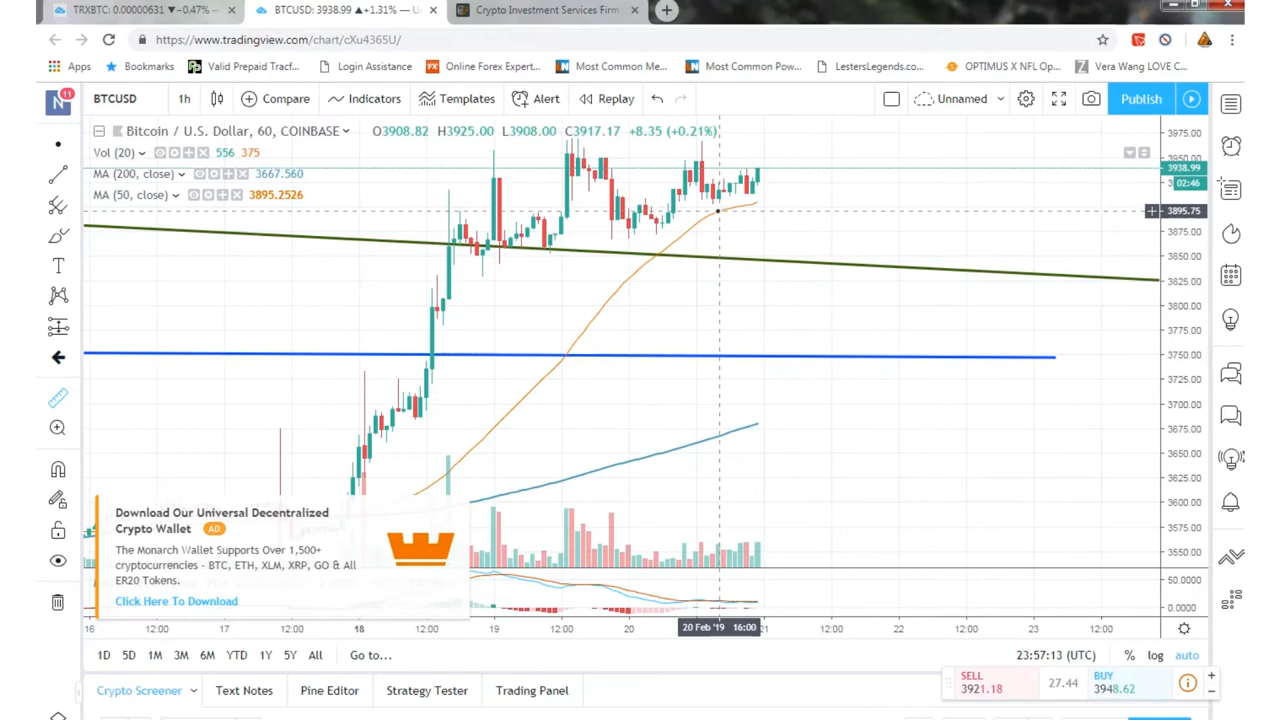 TRXBTC: 0.00000631 ▼−0.47% —
BTCUSD: 3938.99 ▲+1.31% — U
Crypto Investment Services Firm
https://www.tradingview.com/chart/cXu4365U/
Apps
Bookmarks
Valid Prepaid Tracf...
Login Assistance
Online Forex Expert...
Most Common Me...
Most Common Pow...
LestersLegends.co...
OPTIMUS X NFL Op...
Vera Wang LOVE C...
N
11
BTCUSD
1h
Compare
Indicators
Templates
Alert
Replay
Unnamed
Publish
Bitcoin / U.S. Dollar, 60, COINBASE
O3908.82 H3925.00 L3908.00 C3917.17 +8.35 (+0.21%)
Vol (20)
556 375
MA (200, close)
3667.560
MA (50, close)
3895.2526
3975.00
3950.00
3938.99
02:46
3895.75
3875.00
3850.00
3825.00
3800.00
3775.00
3750.00
3725.00
3700.00
3675.00
3650.00
3625.00
3600.00
3575.00
3550.00
50.0000
0.0000
Download Our Universal Decentralized
Crypto Wallet AD
The Monarch Wallet Supports Over 1,500+
cryptocurrencies - BTC, ETH, XLM, XRP, GO & All
ER20 Tokens.
Click Here To Download
16 12:00 17 12:00 18 12:00 19 12:00 20 20 Feb '19 16:00 21 12:00 22 12:00 23 12:00
1D 5D 1M 3M 6M YTD 1Y 5Y All Go to...
23:57:13 (UTC) % log auto
SELL
3921.18
27.44
BUY
3948.62
Crypto Screener
Text Notes
Pine Editor
Strategy Tester
Trading Panel